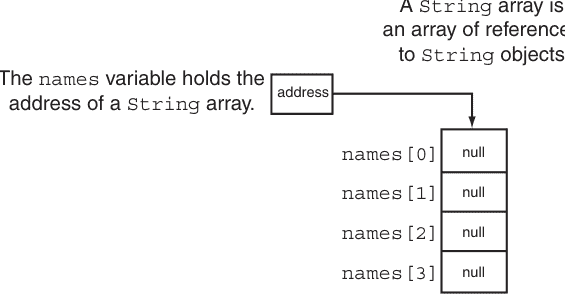 A String array is
an array of reference
to String objects
The names variable holds the
address of a String array.
address
names[0] null
names[1] null
names[2] null
names[3] null